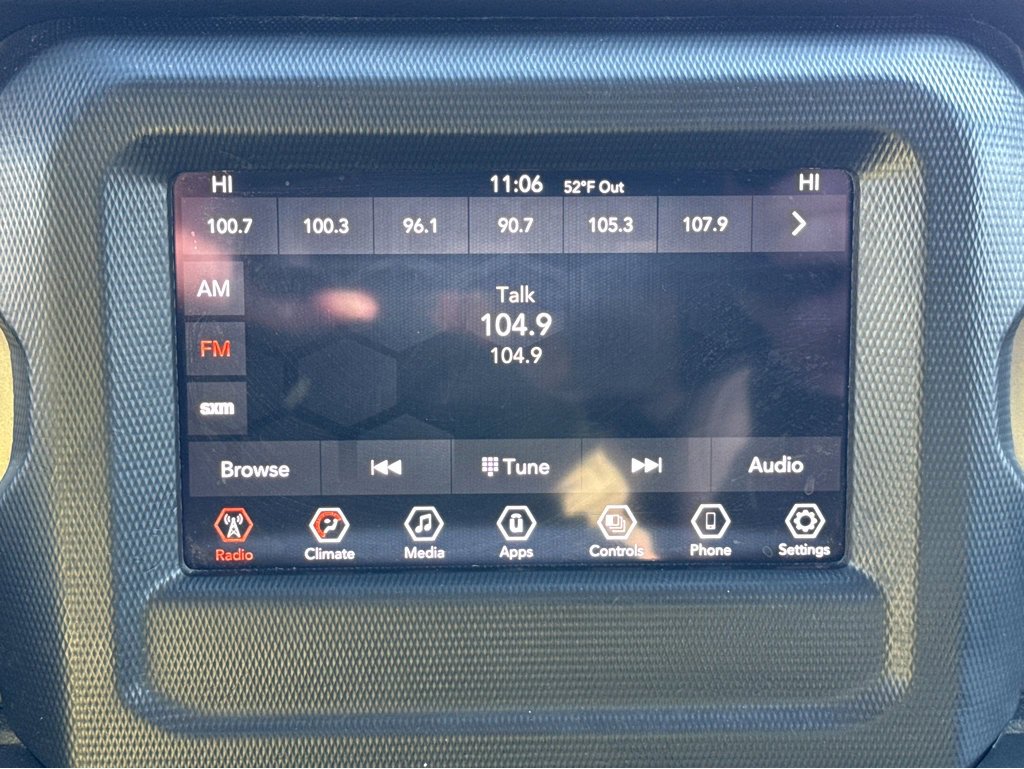 HI 11:06 52°F Out HI
100.7 100.3 96.1 90.7 105.3 107.9
AM
Talk
104.9
FM
104.9
sxm
Browse Tune Audio
Radio Climate Media Apps Controls Phone Settings